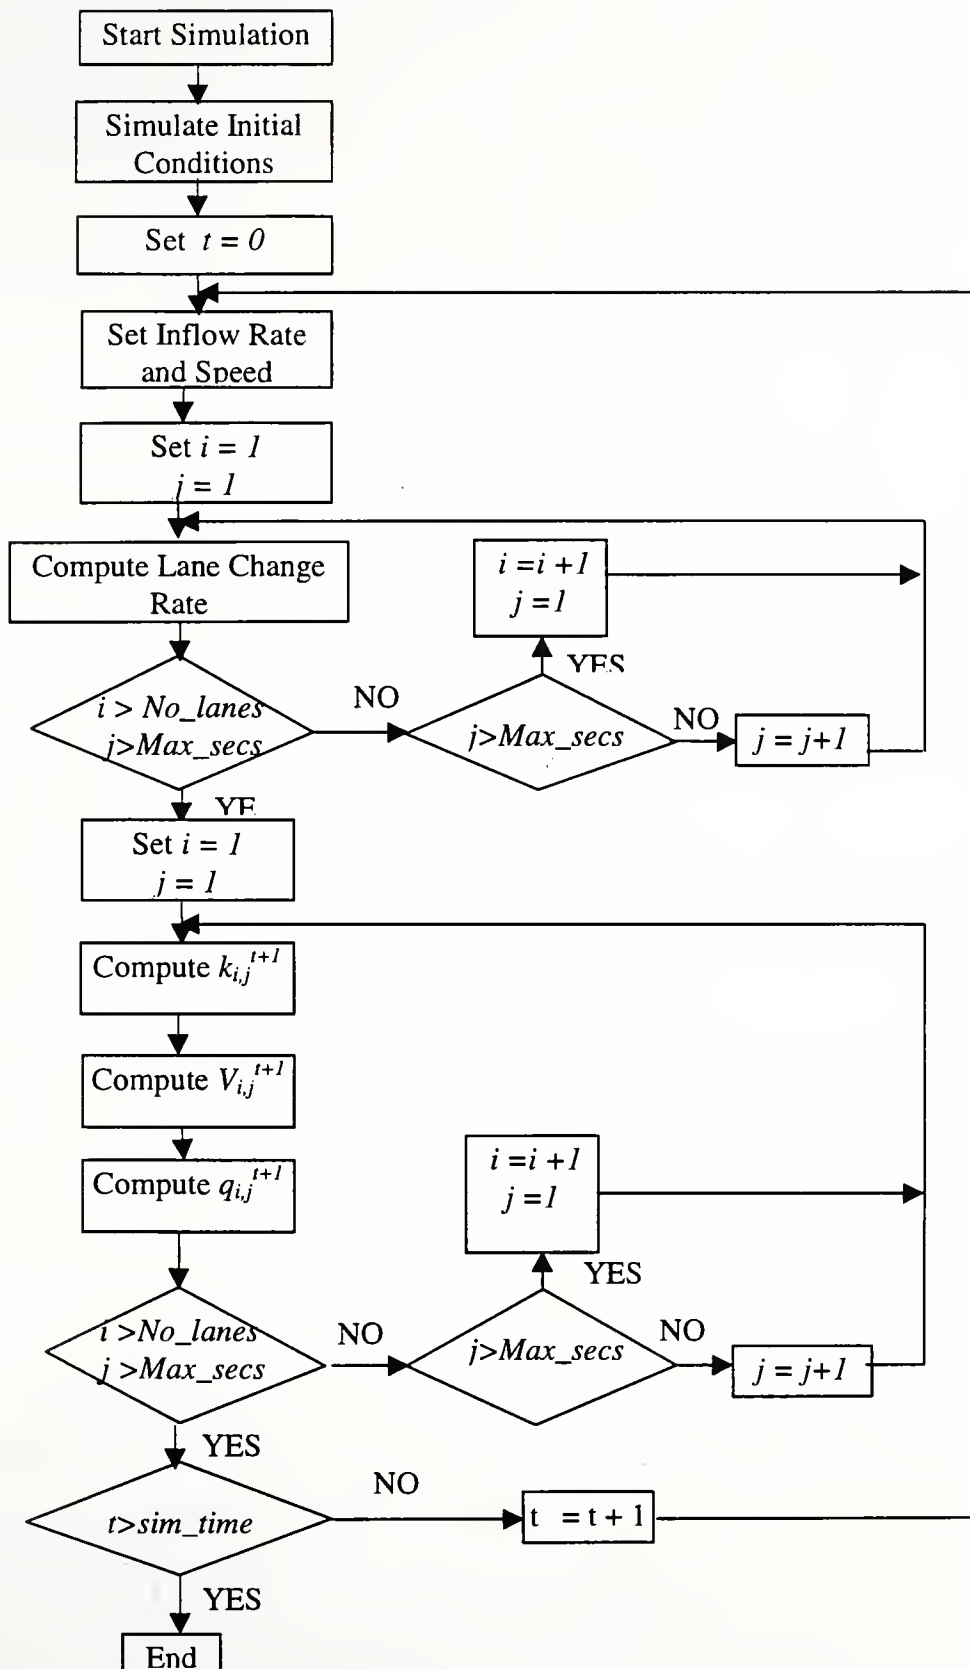 Start Simulation
Simulate Initial
Conditions
Set t = 0
Set Inflow Rate
and Speed
Set i = 1
j = 1
Compute Lane Change
Rate
i =i +1
j =1
YES
i > No_lanes
j>Max_secs
NO
j>Max_secs
NO
j = j+1
YE
Set i = 1
j = 1
Compute k_{i,j}^{t+1}
Compute V_{i,j}^{t+1}
Compute q_{i,j}^{t+1}
i =i +1
j =1
YES
i >No_lanes
j >Max_secs
NO
j>Max_secs
NO
j = j+1
YES
t>sim_time
NO
t = t + 1
YES
End